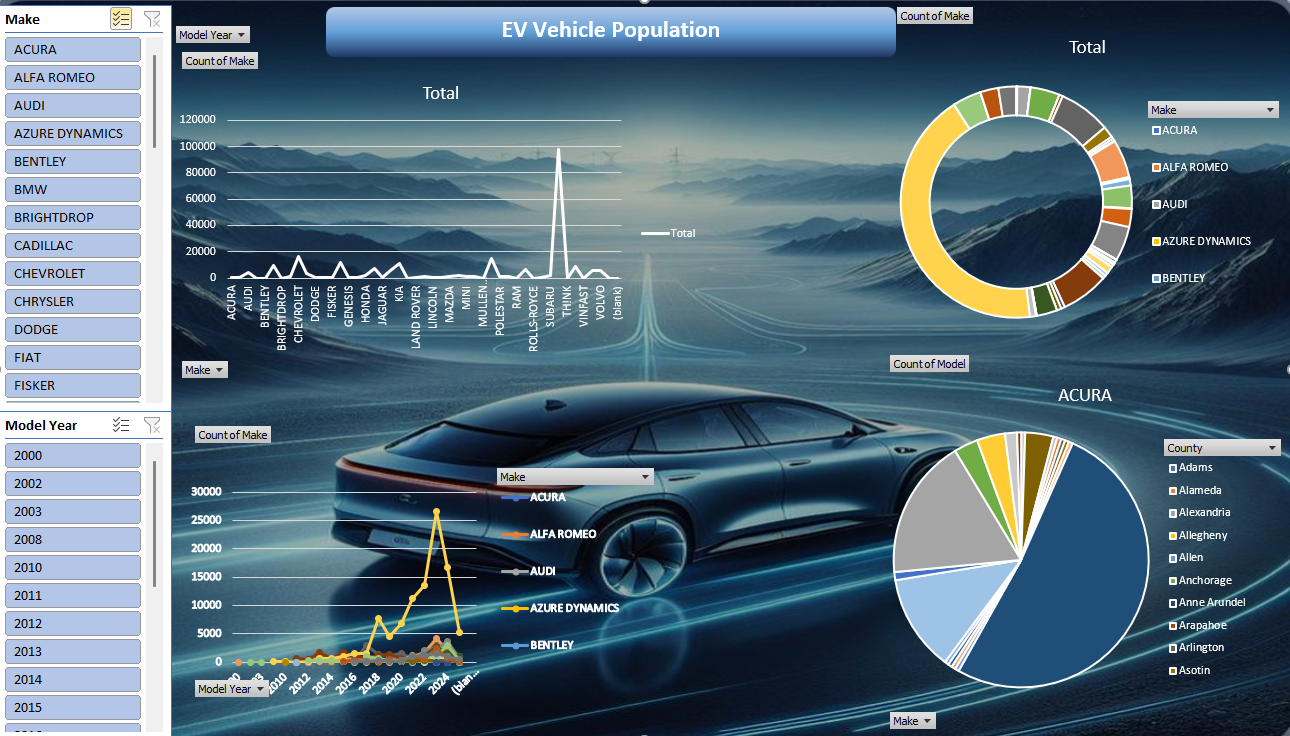 Make
ACURA
ALFA ROMEO
AUDI
AZURE DYNAMICS
BENTLEY
BMW
BRIGHTDROP
CADILLAC
CHEVROLET
CHRYSLER
DODGE
FIAT
FISKER
Model Year
2000
2002
2003
2008
2010
2011
2012
2013
2014
2015
EV Vehicle Population
Model Year
Count of Make
Total
120000
100000
80000
60000
40000
20000
0
ACURA
AUDI
BENTLEY
BRIGHTDROP
CHEVROLET
DODGE
FISKER
GENESIS
HONDA
JAGUAR
KIA
LAND ROVER
LINCOLN
MAZDA
MINI
MULLEN...
POLESTAR
RAM
ROLLS-ROYCE
SUBARU
THINK
VINFAST
VOLVO
(blank)
Total
Make
Count of Make
Total
Make
ACURA
ALFA ROMEO
AUDI
AZURE DYNAMICS
BENTLEY
Count of Make
30000
25000
20000
15000
10000
5000
0
2010
2012
2014
2016
2018
2020
2022
2024
(blan...
Model Year
Make
ACURA
ALFA ROMEO
AUDI
AZURE DYNAMICS
BENTLEY
Count of Model
ACURA
County
Adams
Alameda
Alexandria
Allegheny
Allen
Anchorage
Anne Arundel
Arapahoe
Arlington
Asotin
Make